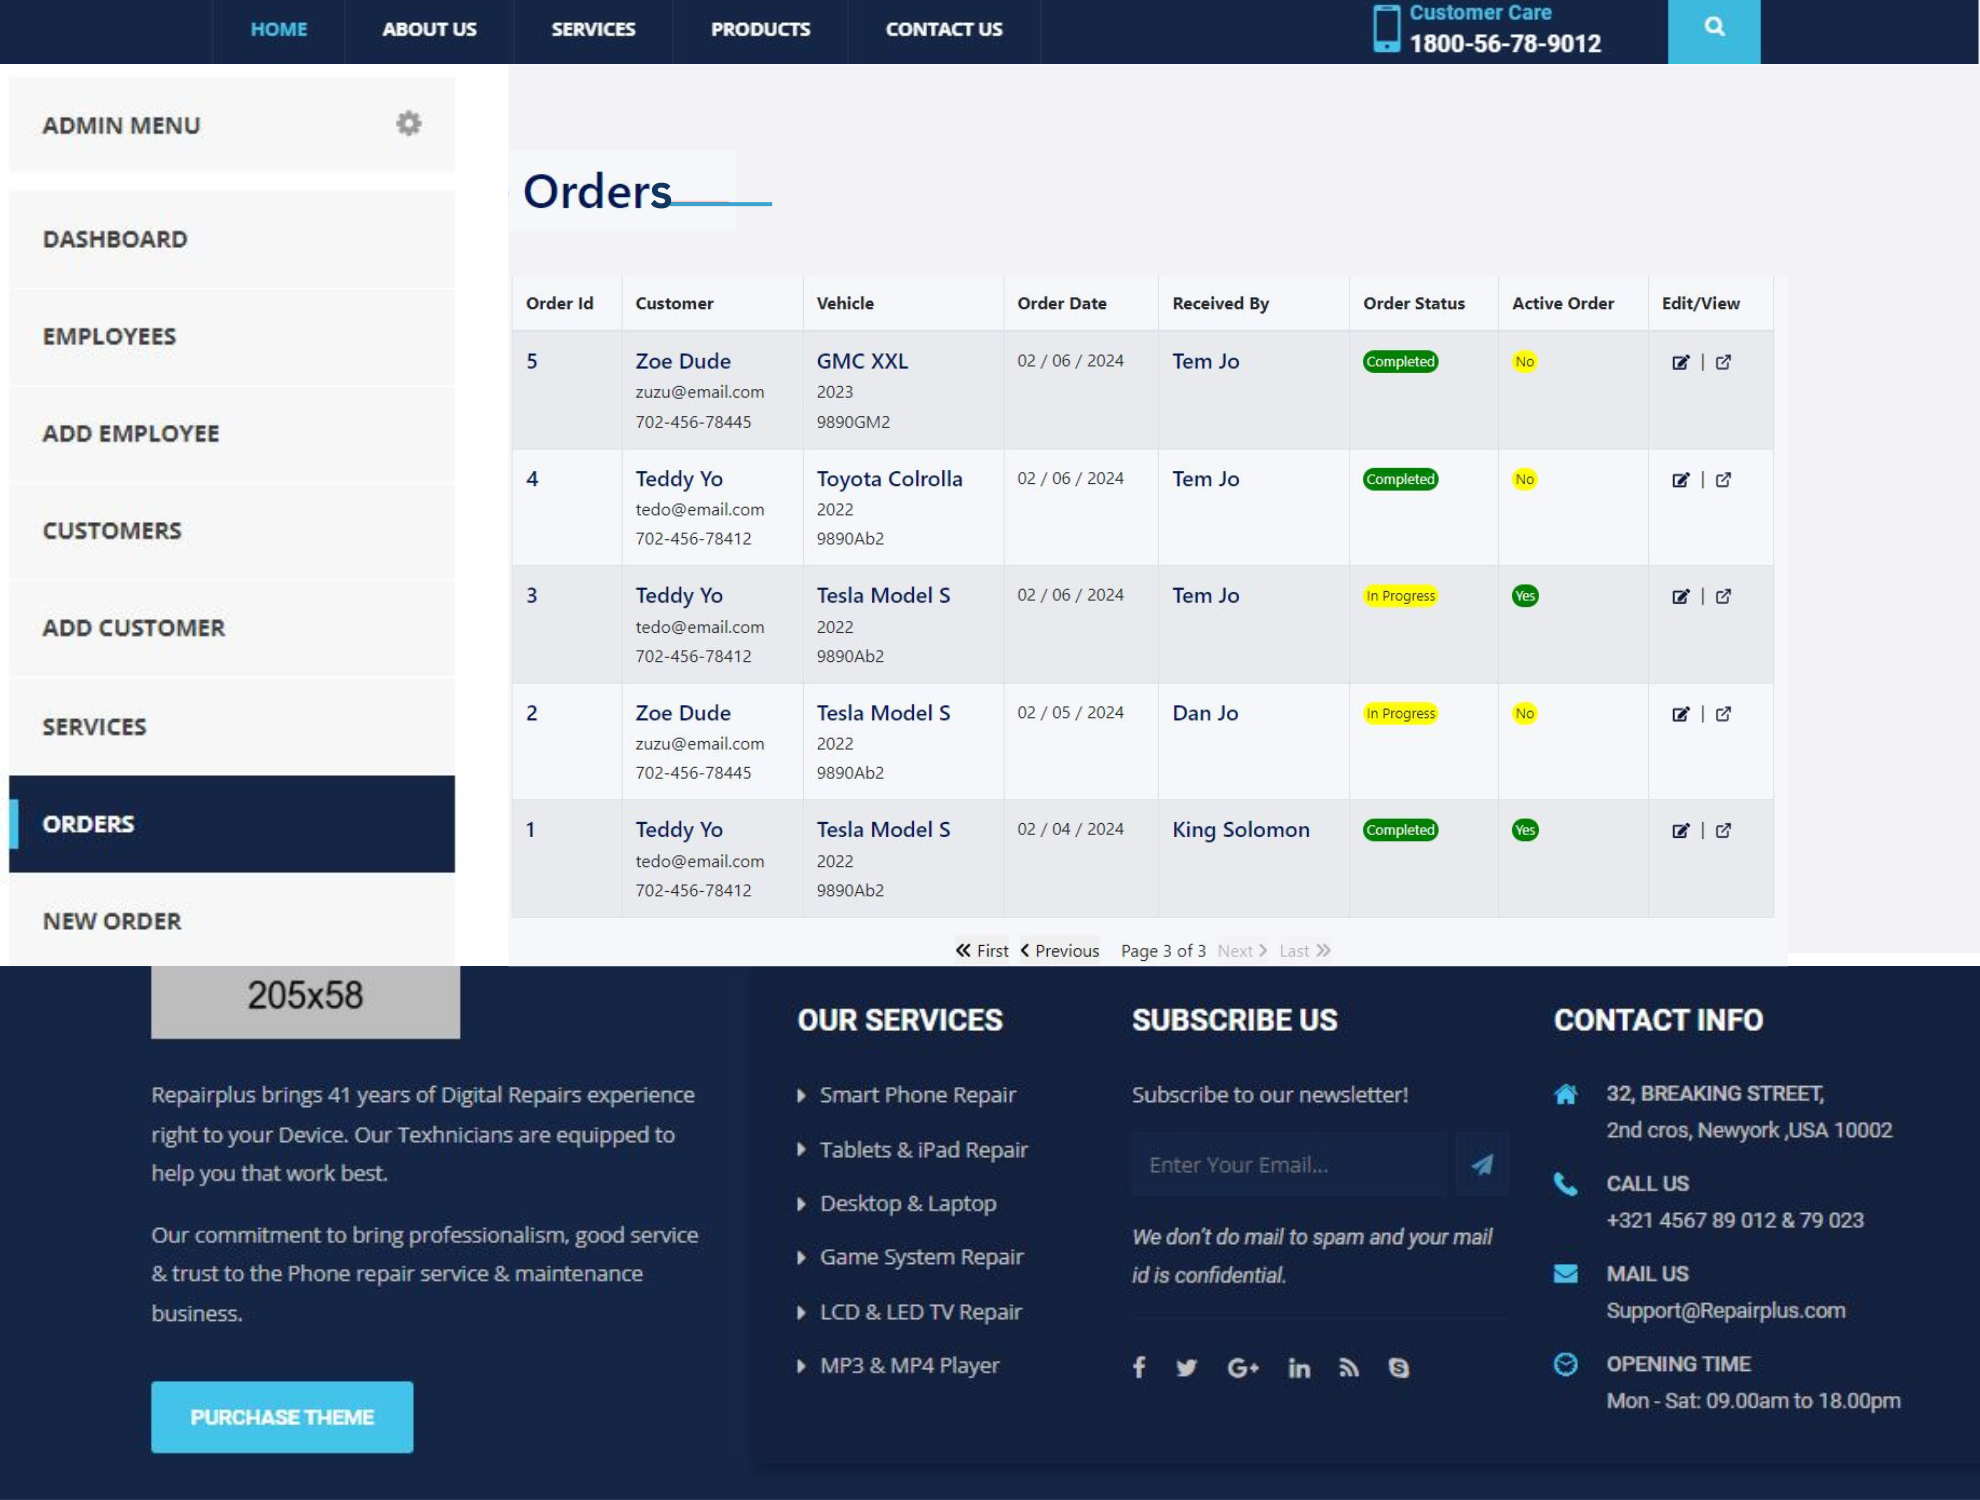 HOME ABOUT US SERVICES PRODUCTS CONTACT US
Customer Care
1800-56-78-9012
ADMIN MENU
DASHBOARD
EMPLOYEES
ADD EMPLOYEE
CUSTOMERS
ADD CUSTOMER
SERVICES
ORDERS
NEW ORDER
Orders
Order Id Customer Vehicle Order Date Received By Order Status Active Order Edit/View
5 Zoe Dude GMC XXL 02 / 06 / 2024 Tem Jo Completed No |
zuzu@email.com 2023
702-456-78445 9890GM2
4 Teddy Yo Toyota Colrolla 02 / 06 / 2024 Tem Jo Completed No |
tedo@email.com 2022
702-456-78412 9890Ab2
3 Teddy Yo Tesla Model S 02 / 06 / 2024 Tem Jo In Progress Yes |
tedo@email.com 2022
702-456-78412 9890Ab2
2 Zoe Dude Tesla Model S 02 / 05 / 2024 Dan Jo In Progress No |
zuzu@email.com 2022
702-456-78445 9890Ab2
1 Teddy Yo Tesla Model S 02 / 04 / 2024 King Solomon Completed Yes |
tedo@email.com 2022
702-456-78412 9890Ab2
« First ‹ Previous Page 3 of 3 Next › Last »
205x58
Repairplus brings 41 years of Digital Repairs experience
right to your Device. Our Texhnicians are equipped to
help you that work best.
Our commitment to bring professionalism, good service
& trust to the Phone repair service & maintenance
business.
PURCHASE THEME
OUR SERVICES
Smart Phone Repair
Tablets & iPad Repair
Desktop & Laptop
Game System Repair
LCD & LED TV Repair
MP3 & MP4 Player
SUBSCRIBE US
Subscribe to our newsletter!
Enter Your Email...
We don't do mail to spam and your mail
id is confidential.
CONTACT INFO
32, BREAKING STREET,
2nd cros, Newyork ,USA 10002
CALL US
+321 4567 89 012 & 79 023
MAIL US
Support@Repairplus.com
OPENING TIME
Mon - Sat: 09.00am to 18.00pm